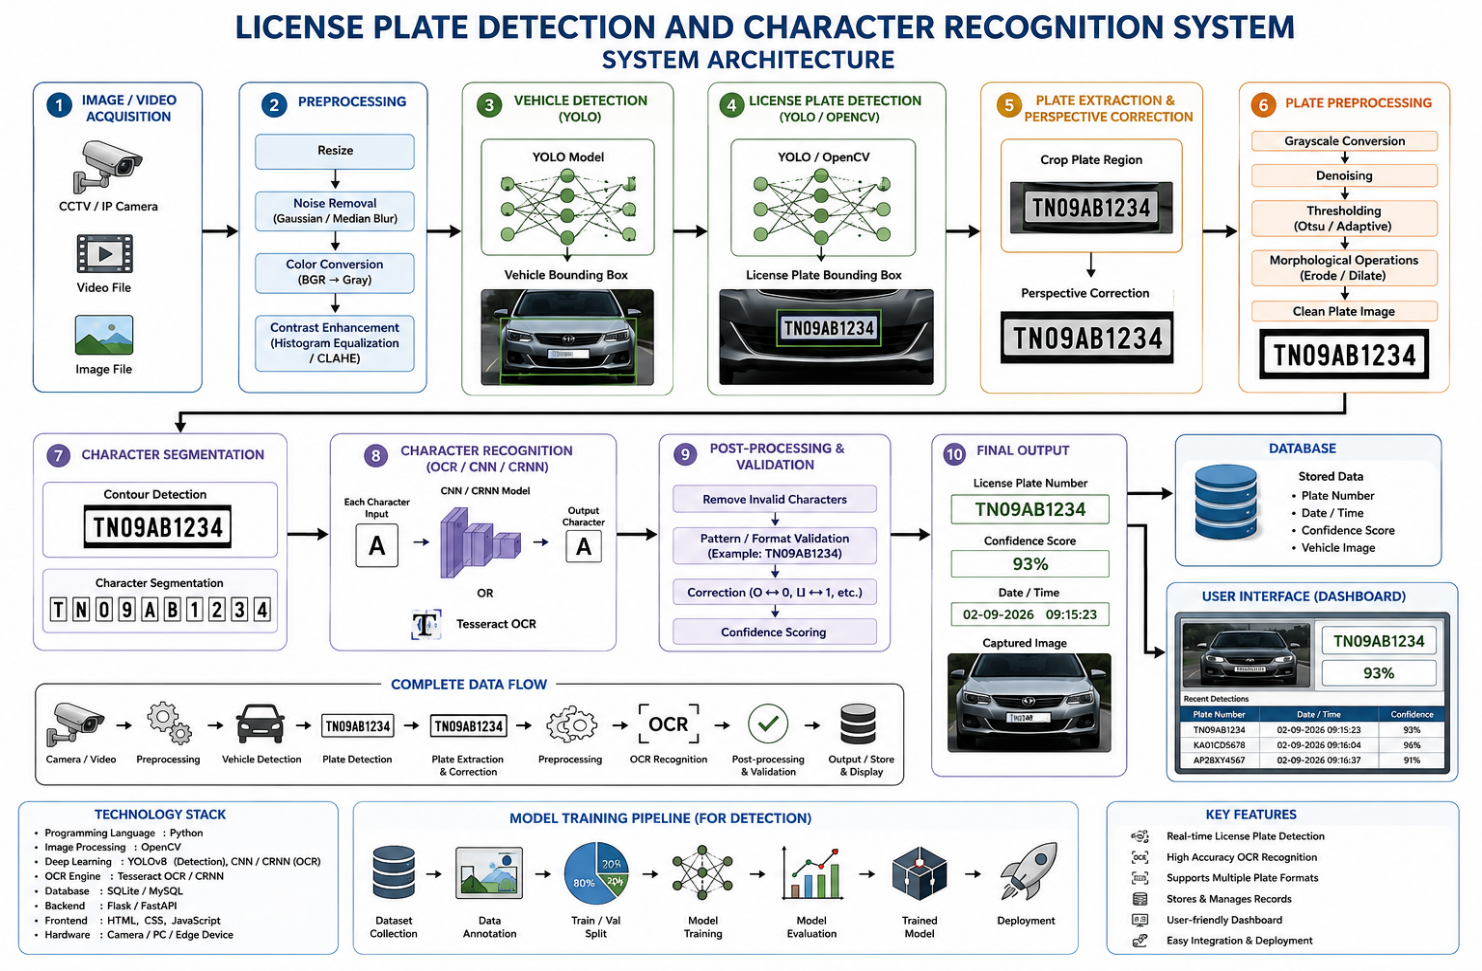 LICENSE PLATE DETECTION AND CHARACTER RECOGNITION SYSTEM
SYSTEM ARCHITECTURE
1 IMAGE / VIDEO
ACQUISITION
CCTV / IP Camera
Video File
Image File
2 PREPROCESSING
Resize
Noise Removal
(Gaussian / Median Blur)
Color Conversion
(BGR → Gray)
Contrast Enhancement
(Histogram Equalization
/ CLAHE)
3 VEHICLE DETECTION
(YOLO)
YOLO Model
Vehicle Bounding Box
4 LICENSE PLATE DETECTION
(YOLO / OPENCV)
YOLO / OpenCV
License Plate Bounding Box
TN09AB1234
5 PLATE EXTRACTION &
PERSPECTIVE CORRECTION
Crop Plate Region
TN09AB1234
Perspective Correction
TN09AB1234
6 PLATE PREPROCESSING
Grayscale Conversion
Denoising
Thresholding
(Otsu / Adaptive)
Morphological Operations
(Erode / Dilate)
Clean Plate Image
TN09AB1234
7 CHARACTER SEGMENTATION
Contour Detection
TN09AB1234
Character Segmentation
T N 0 9 A B 1 2 3 4
8 CHARACTER RECOGNITION
(OCR / CNN / CRNN)
Each Character
Input
A
CNN / CRNN Model
Output
Character
A
OR
T Tesseract OCR
9 POST-PROCESSING &
VALIDATION
Remove Invalid Characters
Pattern / Format Validation
(Example: TN09AB1234)
Correction (O ↔ 0, U ↔ 1, etc.)
Confidence Scoring
10 FINAL OUTPUT
License Plate Number
TN09AB1234
Confidence Score
93%
Date / Time
02-09-2026 09:15:23
Captured Image
DATABASE
Stored Data
• Plate Number
• Date / Time
• Confidence Score
• Vehicle Image
USER INTERFACE (DASHBOARD)
TN09AB1234
93%
Recent Detections
Plate Number Date / Time Confidence
TN09AB1234 02-09-2026 09:15:23 93%
KA01CD5678 02-09-2026 09:16:04 96%
AP28XY4567 02-09-2026 09:16:37 91%
COMPLETE DATA FLOW
TN09AB1234
TN09AB1234
OCR
Camera / Video
Preprocessing
Vehicle Detection
Plate Detection
Plate Extraction
& Correction
Preprocessing
OCR Recognition
Post-processing
& Validation
Output / Store
& Display
TECHNOLOGY STACK
• Programming Language : Python
• Image Processing : OpenCV
• Deep Learning : YOLOv8 (Detection), CNN / CRNN (OCR)
• OCR Engine : Tesseract OCR / CRNN
• Database : SQLite / MySQL
• Backend : Flask / FastAPI
• Frontend : HTML, CSS, JavaScript
• Hardware : Camera / PC / Edge Device
MODEL TRAINING PIPELINE (FOR DETECTION)
80%
20%
Dataset
Collection
Data
Annotation
Train / Val
Split
Model
Training
Model
Evaluation
Trained
Model
Deployment
KEY FEATURES
Real-time License Plate Detection
High Accuracy OCR Recognition
Supports Multiple Plate Formats
Stores & Manages Records
User-friendly Dashboard
Easy Integration & Deployment